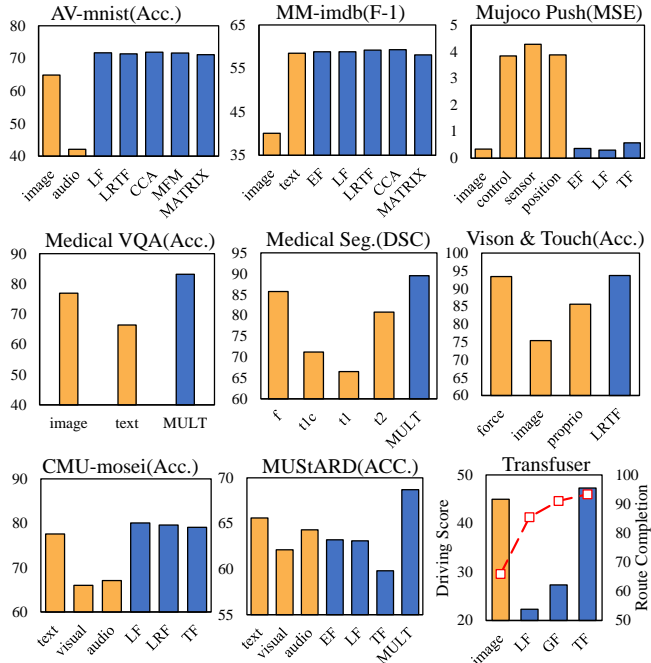 AV-mnist(Acc.)
80
70
60
50
40
image audio LF LRTF CCA MFM MATRIX
MM-imdb(F-1)
65
55
45
35
image text EF LF LRTF CCA MATRIX
Mujoco Push(MSE)
5
4
3
2
1
0
image control sensor position EF LF TF
Medical VQA(Acc.)
90
80
70
60
50
40
image text MULT
Medical Seg.(DSC)
95
90
85
80
75
70
65
60
f t1c t1 t2 MULT
Vison & Touch(Acc.)
100
95
90
85
80
75
70
65
60
force image proprio LRTF
CMU-mosei(Acc.)
90
80
70
60
text visual audio LF LRF TF
MUStARD(ACC.)
70
65
60
55
text visual audio EF LF TF MULT
Transfuser
Driving Score
50
40
30
20
image LF GF TF
100
90
80
70
60
50
Route Completion